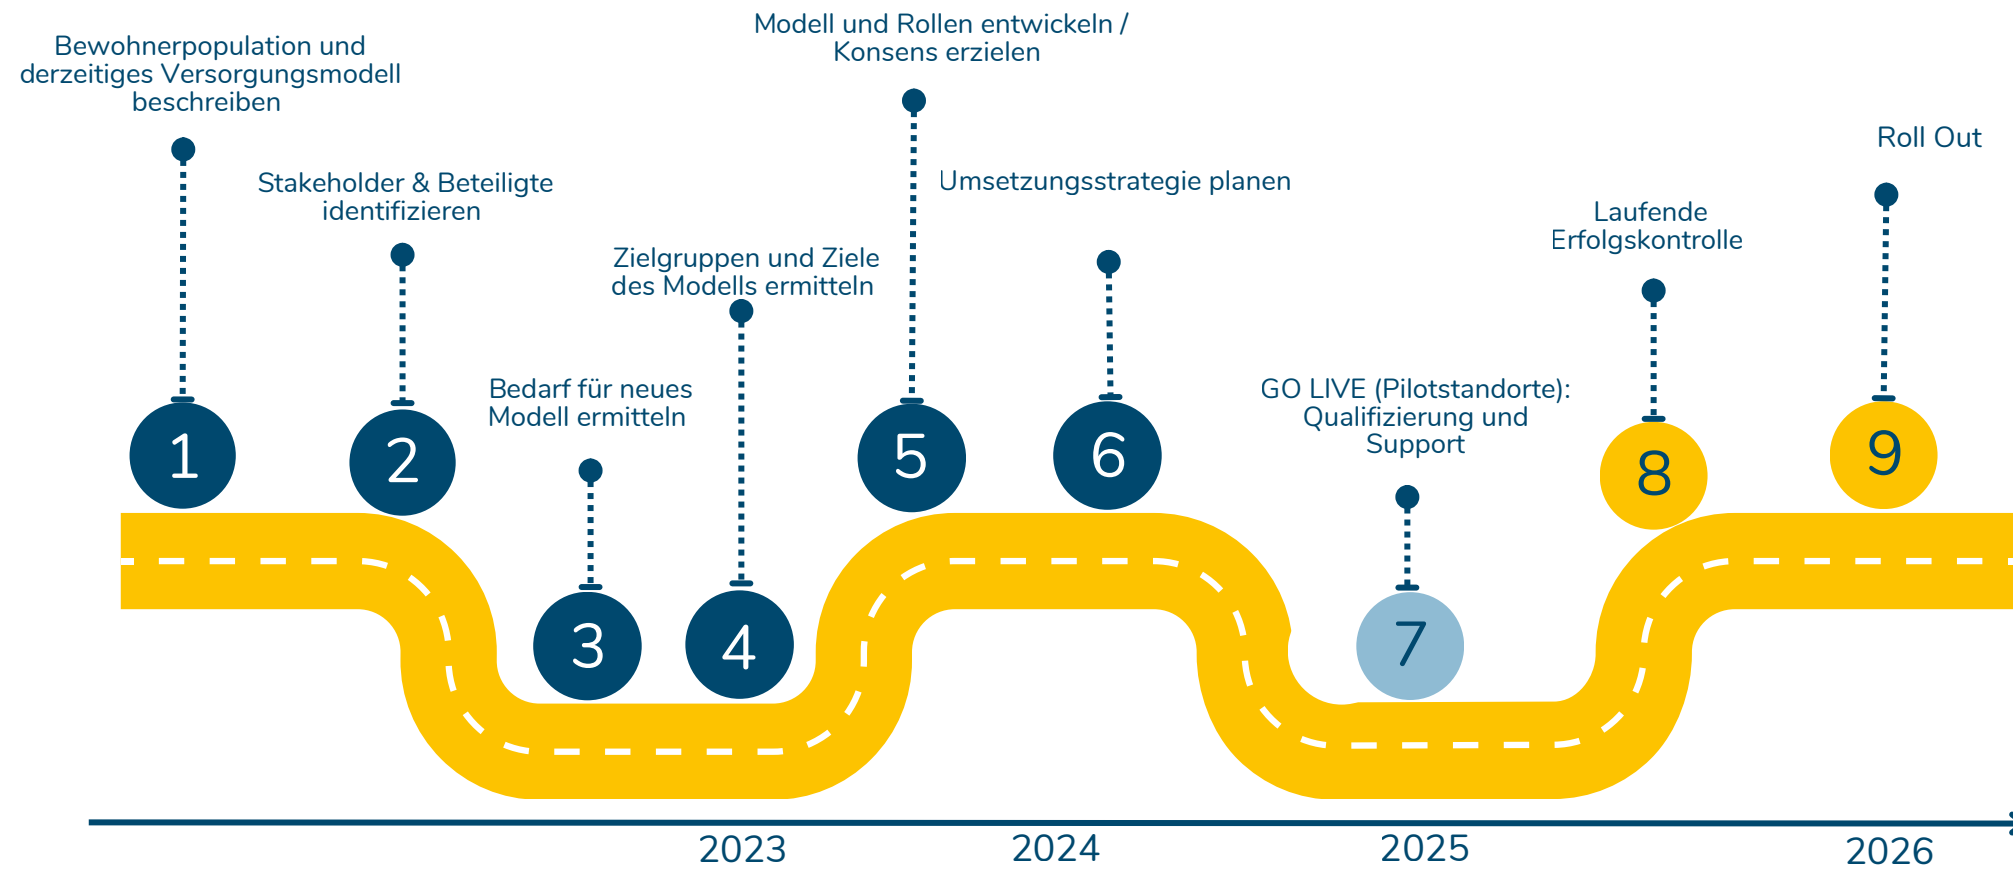 Bewohnerpopulation und
derzeitiges Versorgungsmodell
beschreiben
Stakeholder & Beteiligte
identifizieren
Bedarf für neues
Modell ermitteln
Zielgruppen und Ziele
des Modells ermitteln
Modell und Rollen entwickeln /
Konsens erzielen
Umsetzungsstrategie planen
GO LIVE (Pilotstandorte):
Qualifizierung und
Support
Laufende
Erfolgskontrolle
Roll Out
1
2
3
4
5
6
7
8
9
2023
2024
2025
2026